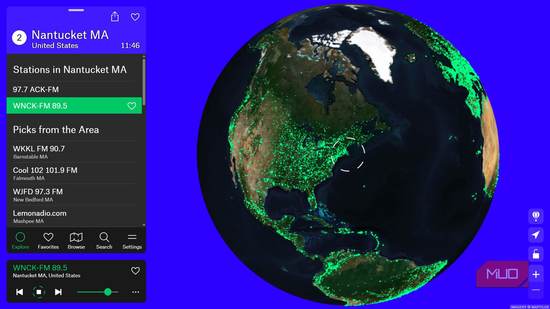 2
Nantucket MA
United States
11:46
Stations in Nantucket MA
97.7 ACK-FM
WNCK-FM 89.5
Picks from the Area
WKKL FM 90.7
Barnstable MA
Cool 102 101.9 FM
Falmouth MA
WJFD 97.3 FM
New Bedford MA
Lemonadio.com
Mashpee MA
Explore
Favorites
Browse
Search
Settings
WNCK-FM 89.5
Nantucket MA, United States
MUO